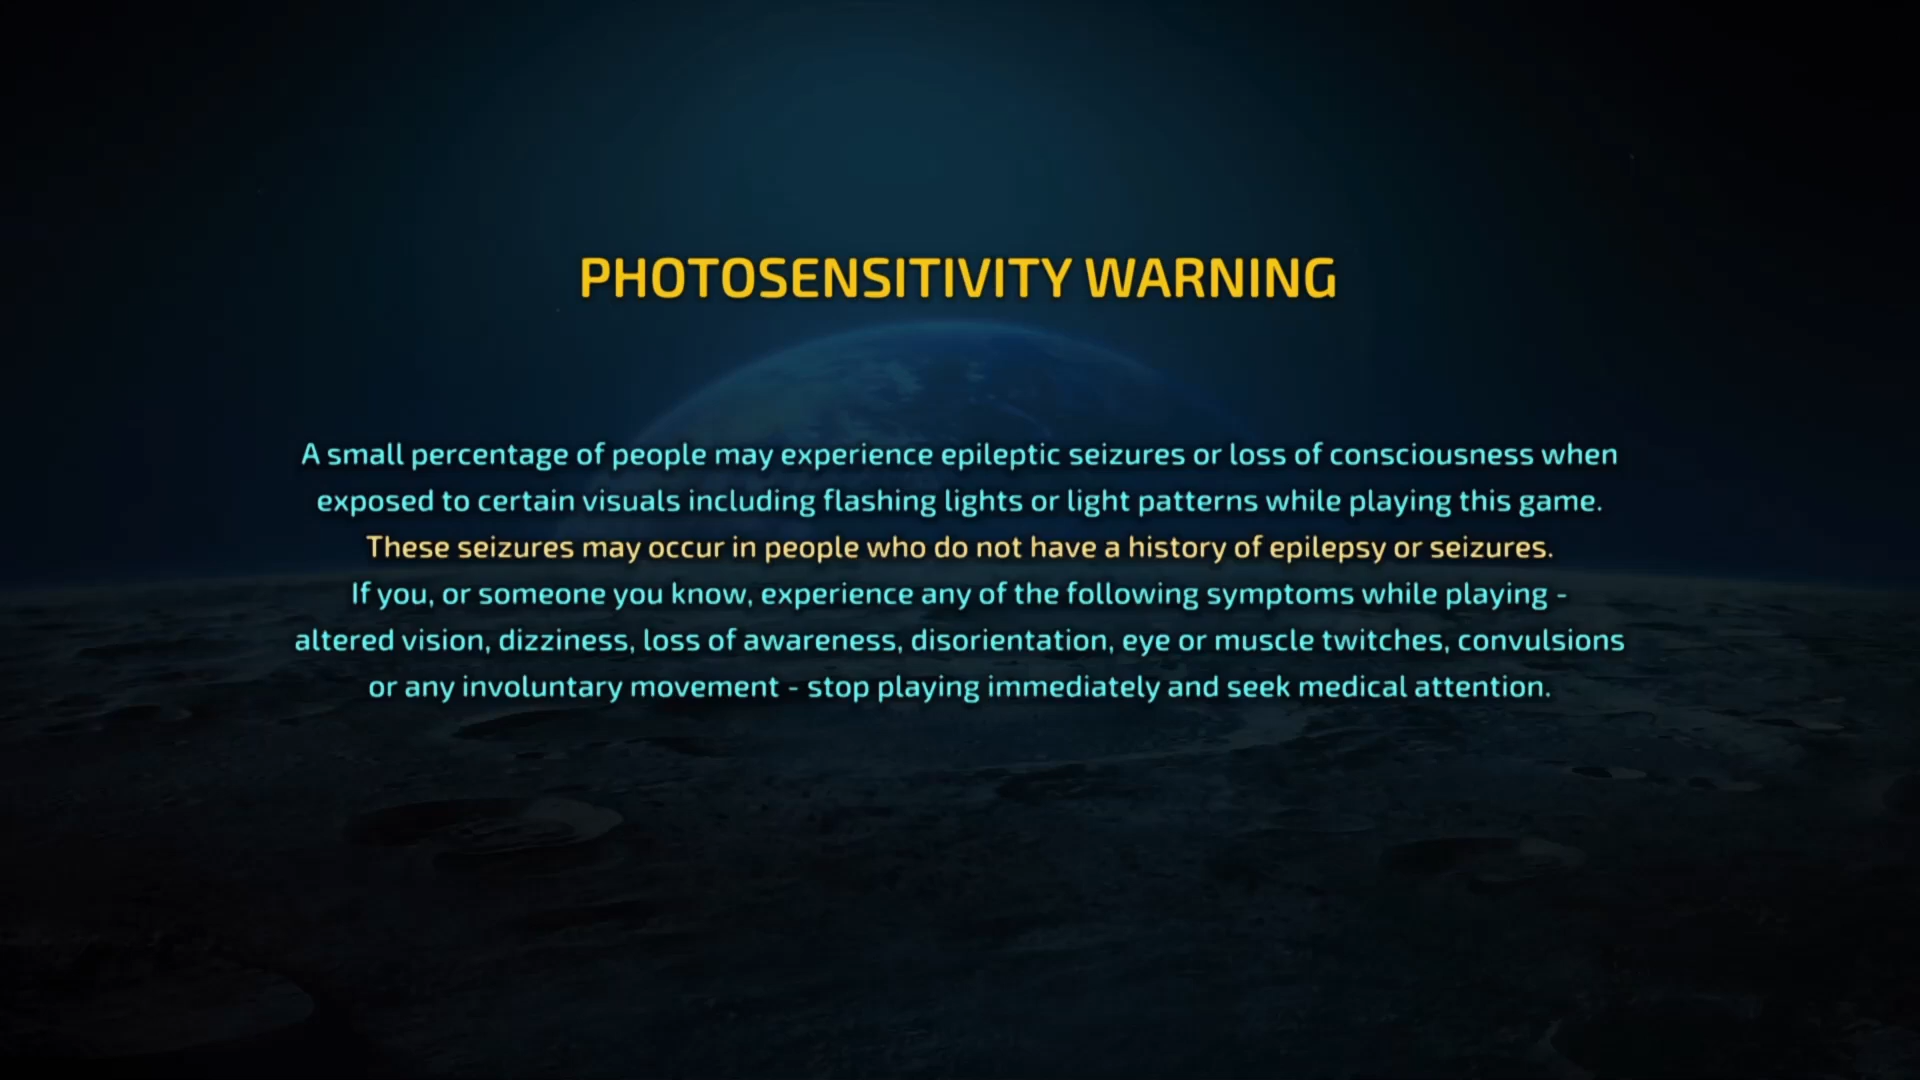 PHOTOSENSITIVITY WARNING
A small percentage of people may experience epileptic seizures or loss of consciousness when
exposed to certain visuals including flashing lights or light patterns while playing this game.
These seizures may occur in people who do not have a history of epilepsy or seizures.
If you, or someone you know, experience any of the following symptoms while playing -
altered vision, dizziness, loss of awareness, disorientation, eye or muscle twitches, convulsions
or any involuntary movement - stop playing immediately and seek medical attention.